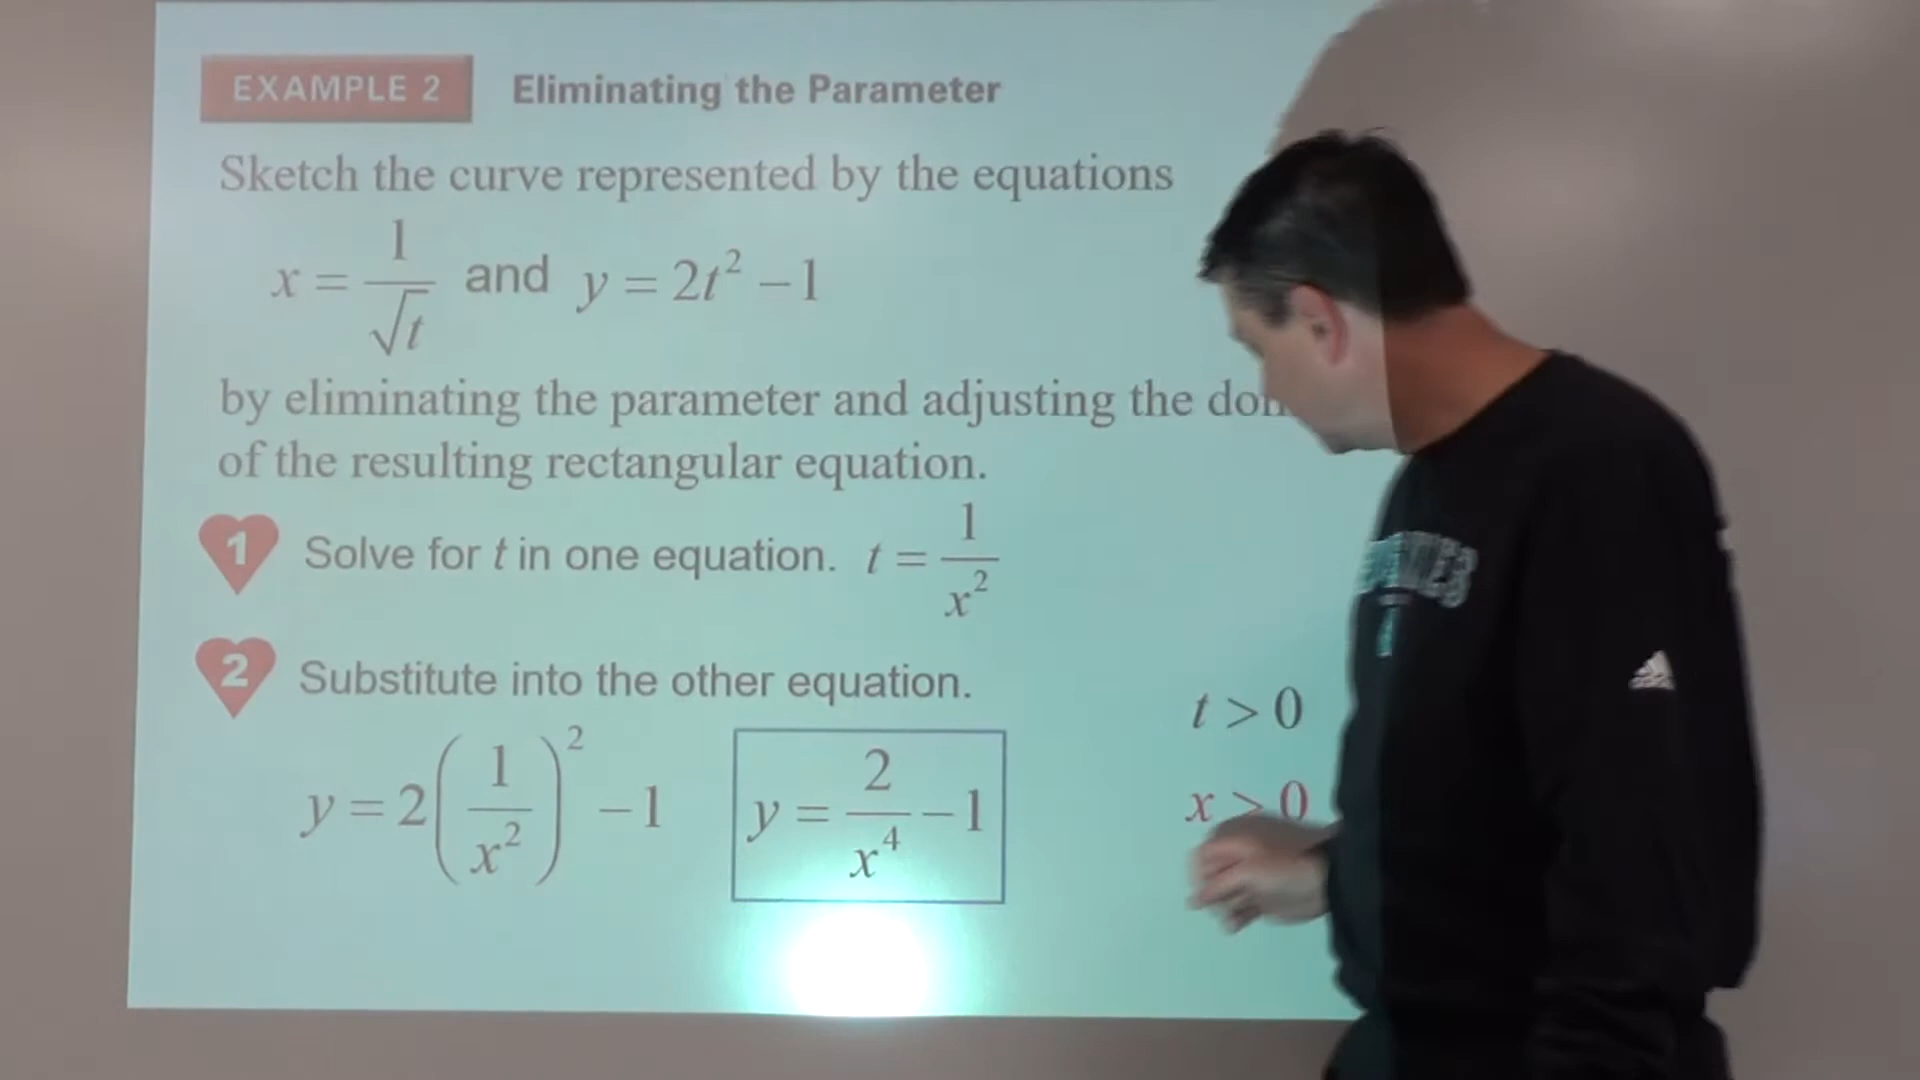 EXAMPLE 2 Eliminating the Parameter
Sketch the curve represented by the equations
x = 1/√t and y = 2t² − 1
by eliminating the parameter and adjusting the
of the resulting rectangular equation.
1 Solve for t in one equation. t = 1/x²
2 Substitute into the other equation.
t > 0
y = 2(1/x²)² − 1 y = 2/x⁴ − 1 x > 0